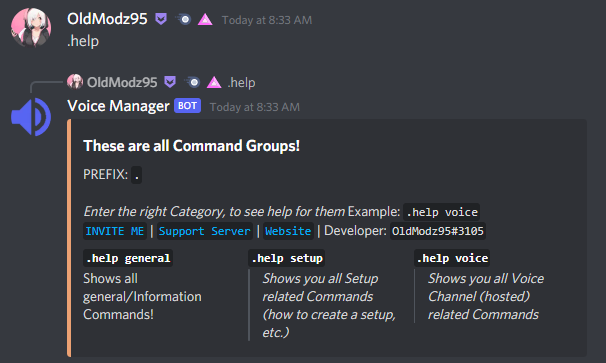 OldModz95 Today at 8:33 AM
.help
OldModz95 .help
Voice Manager BOT Today at 8:33 AM
These are all Command Groups!
PREFIX: .
Enter the right Category, to see help for them Example: .help voice
INVITE ME | Support Server | Website | Developer: OldModz95#3105
.help general
Shows all
general/Information
Commands!
.help setup
Shows you all Setup
related Commands
(how to create a setup,
etc.)
.help voice
Shows you all Voice
Channel (hosted)
related Commands